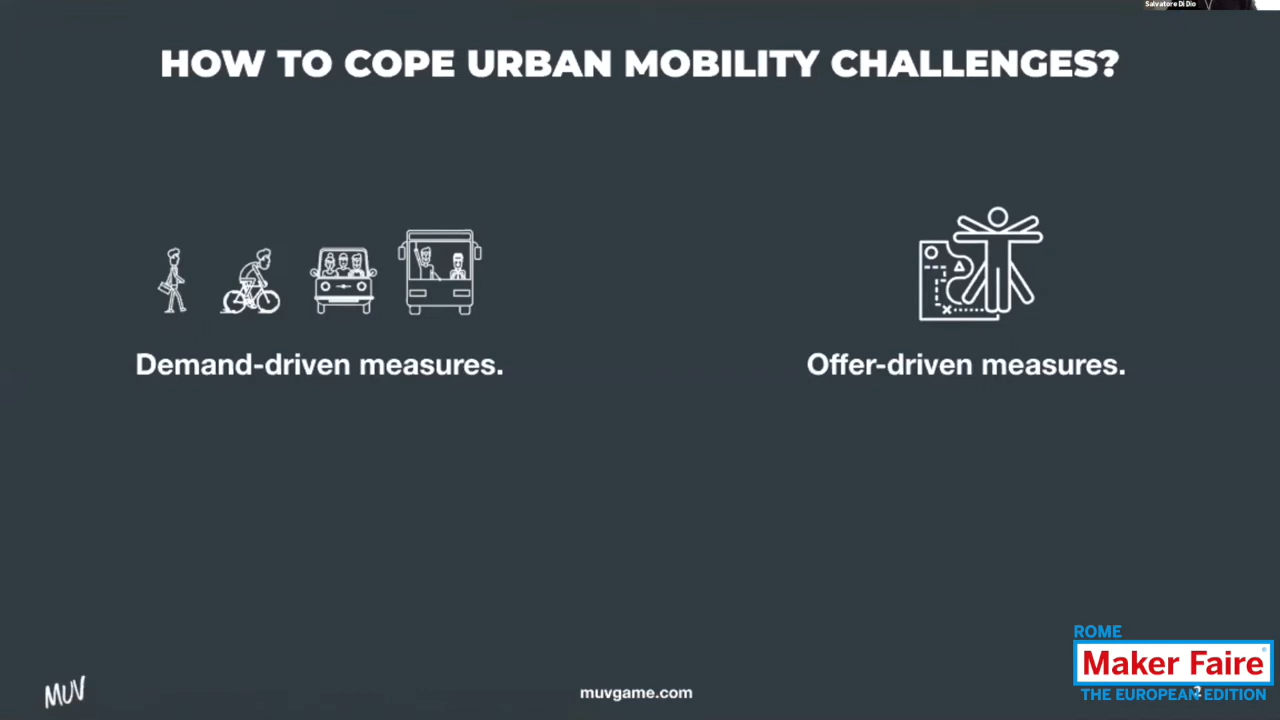 Salvatore Di Dio
HOW TO COPE URBAN MOBILITY CHALLENGES?
Demand-driven measures.
Offer-driven measures.
ROME
Maker Faire®
THE EUROPEAN EDITION
MUV
muvgame.com
2